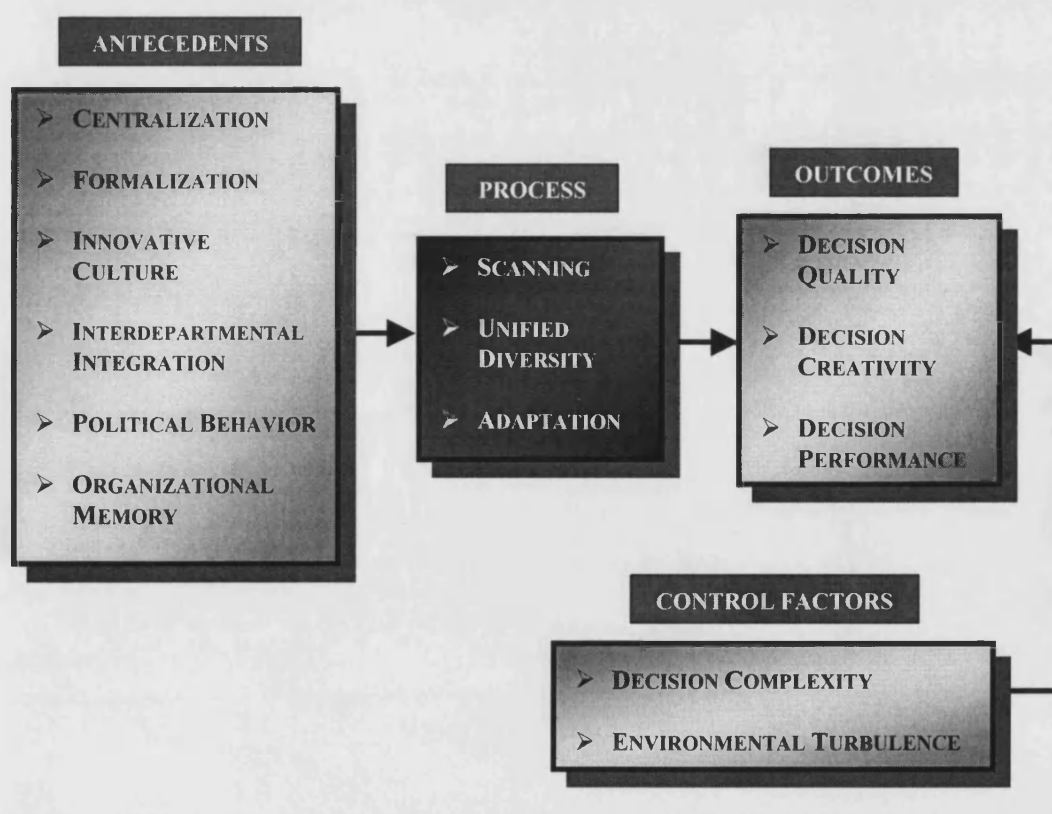 ANTECEDENTS
➢ CENTRALIZATION
➢ FORMALIZATION
➢ INNOVATIVE
CULTURE
➢ INTERDEPARTMENTAL
INTEGRATION
➢ POLITICAL BEHAVIOR
➢ ORGANIZATIONAL
MEMORY
PROCESS
➢ SCANNING
➢ UNIFIED
DIVERSITY
➢ ADAPTATION
OUTCOMES
➢ DECISION
QUALITY
➢ DECISION
CREATIVITY
➢ DECISION
PERFORMANCE
CONTROL FACTORS
➢ DECISION COMPLEXITY
➢ ENVIRONMENTAL TURBULENCE